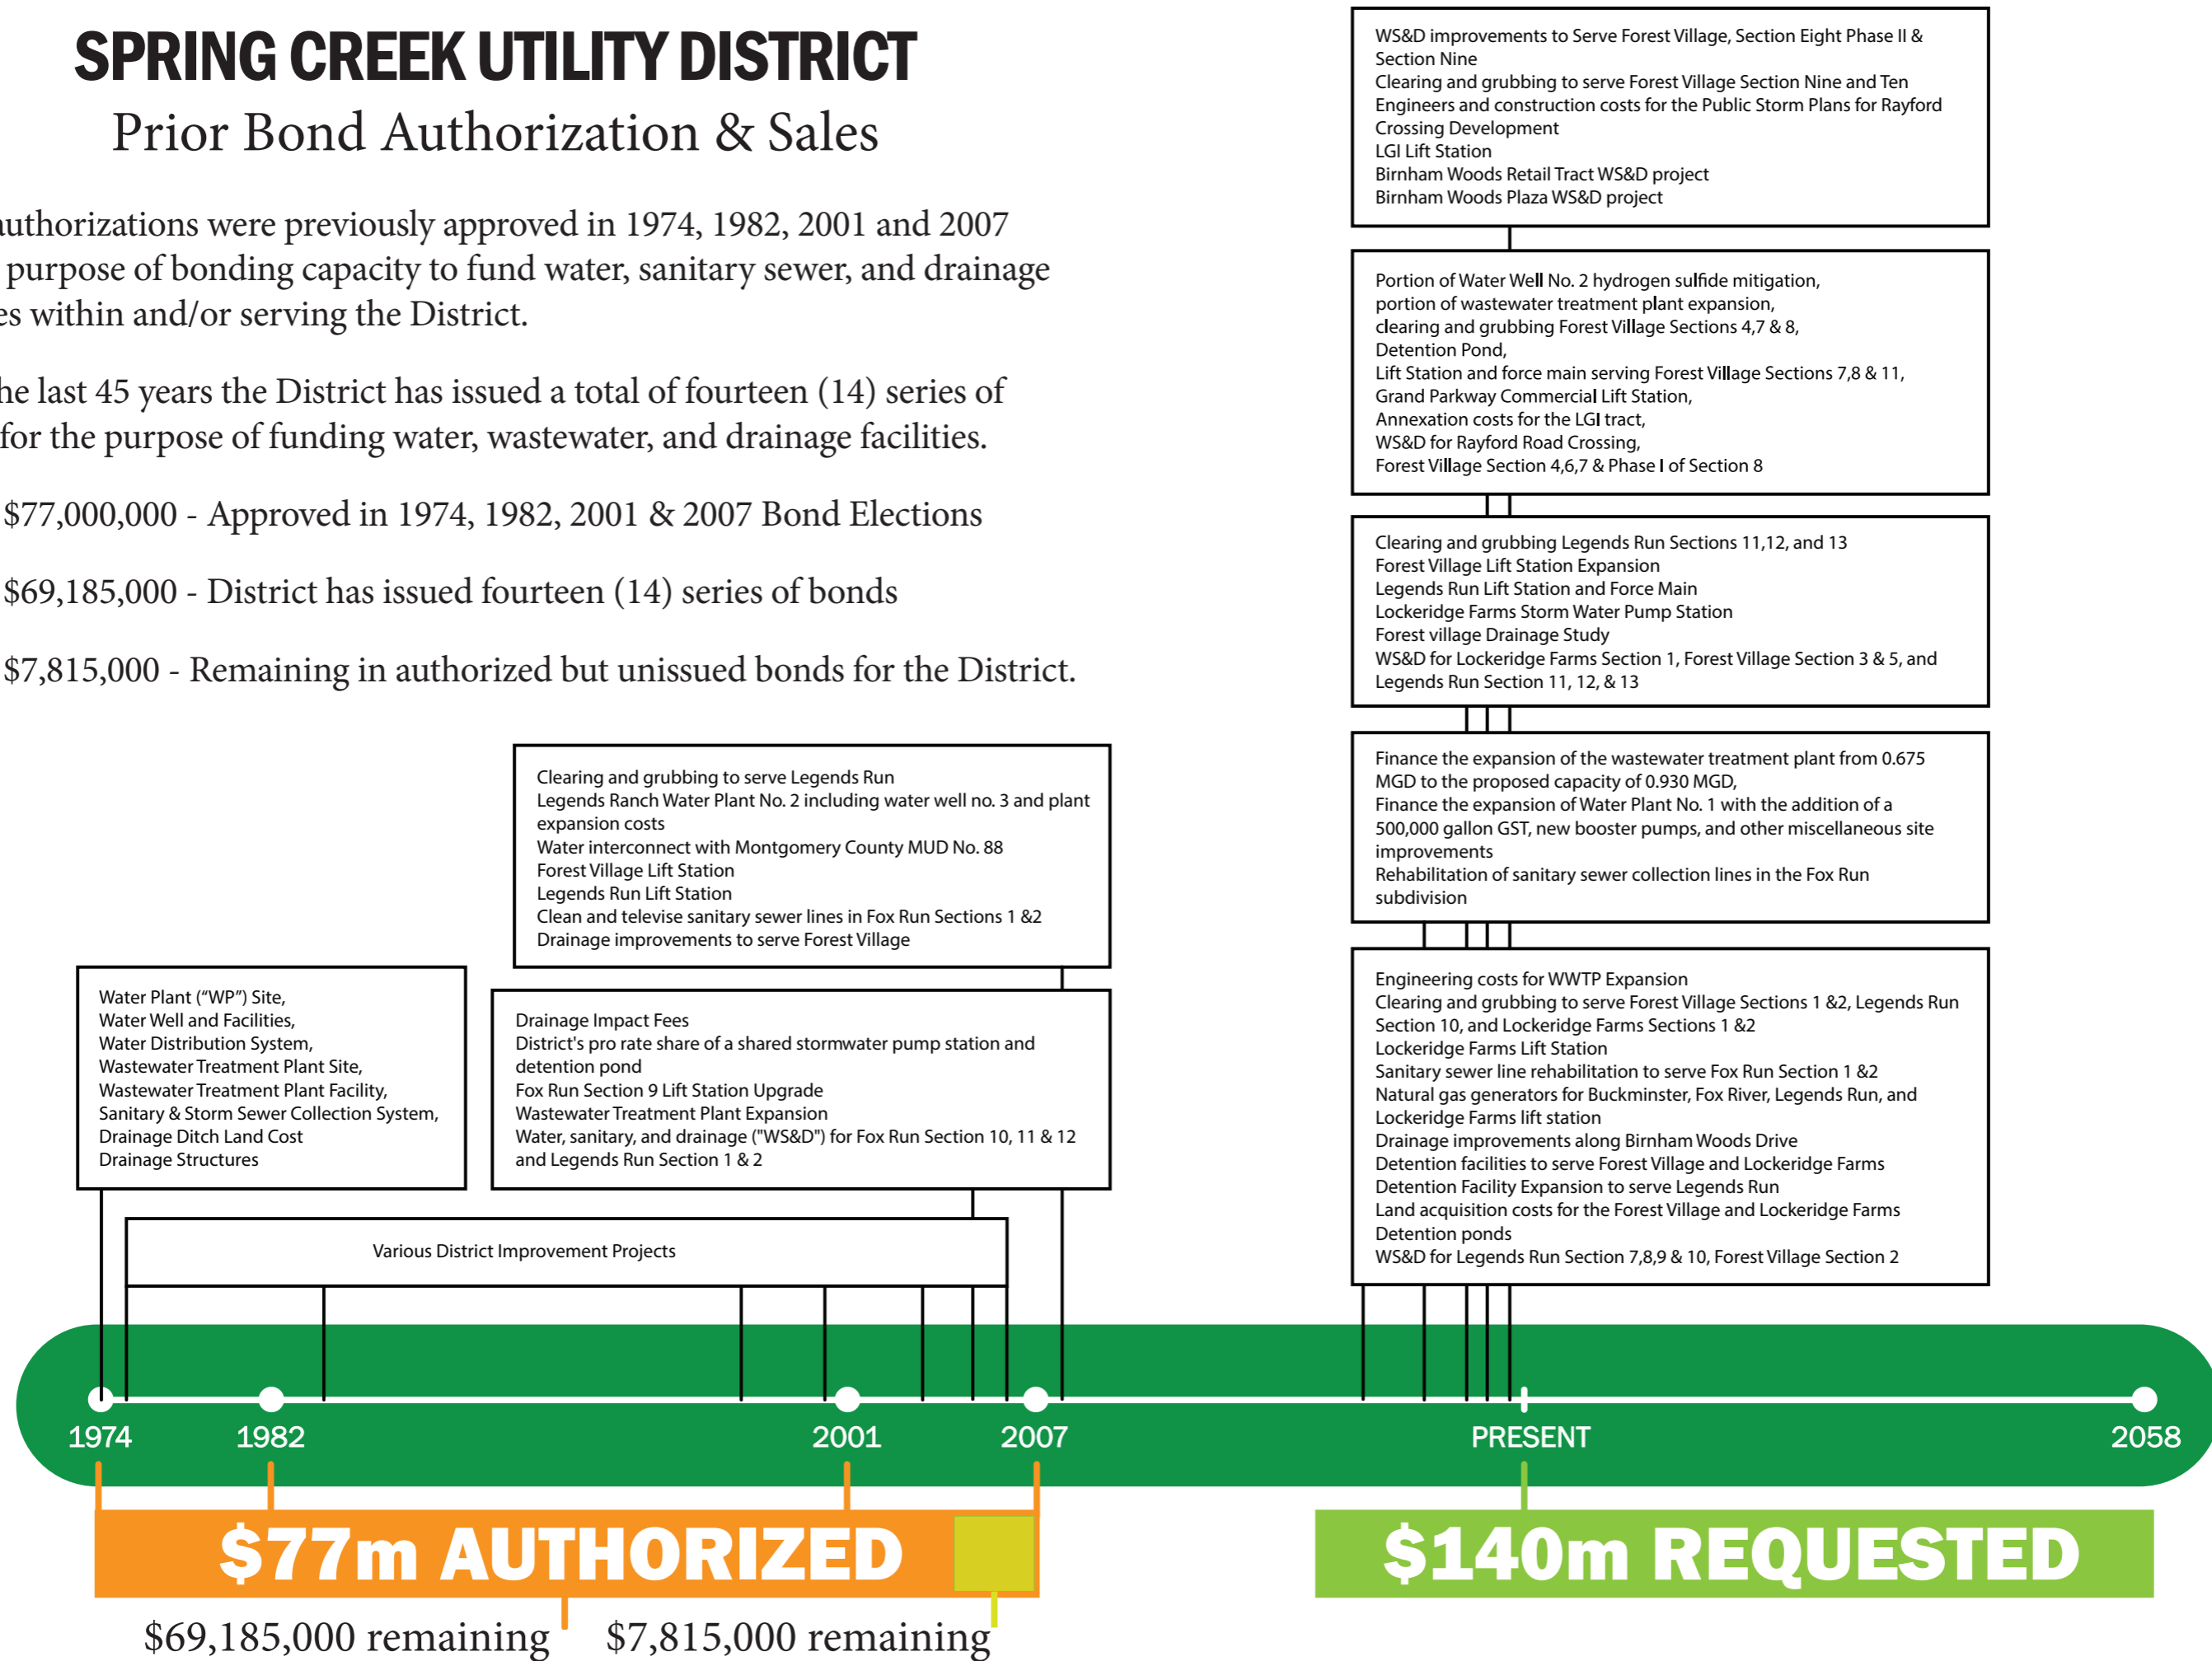 SPRING CREEK UTILITY DISTRICT
Prior Bond Authorization & Sales
authorizations were previously approved in 1974, 1982, 2001 and 2007
purpose of bonding capacity to fund water, sanitary sewer, and drainage
es within and/or serving the District.
he last 45 years the District has issued a total of fourteen (14) series of
for the purpose of funding water, wastewater, and drainage facilities.
$77,000,000 - Approved in 1974, 1982, 2001 & 2007 Bond Elections
$69,185,000 - District has issued fourteen (14) series of bonds
$7,815,000 - Remaining in authorized but unissued bonds for the District.
WS&D improvements to Serve Forest Village, Section Eight Phase II &
Section Nine
Clearing and grubbing to serve Forest Village Section Nine and Ten
Engineers and construction costs for the Public Storm Plans for Rayford
Crossing Development
LGI Lift Station
Birnham Woods Retail Tract WS&D project
Birnham Woods Plaza WS&D project
Portion of Water Well No. 2 hydrogen sulfide mitigation,
portion of wastewater treatment plant expansion,
clearing and grubbing Forest Village Sections 4,7 & 8,
Detention Pond,
Lift Station and force main serving Forest Village Sections 7,8 & 11,
Grand Parkway Commercial Lift Station,
Annexation costs for the LGI tract,
WS&D for Rayford Road Crossing,
Forest Village Section 4,6,7 & Phase I of Section 8
Clearing and grubbing Legends Run Sections 11,12, and 13
Forest Village Lift Station Expansion
Legends Run Lift Station and Force Main
Lockeridge Farms Storm Water Pump Station
Forest village Drainage Study
WS&D for Lockeridge Farms Section 1, Forest Village Section 3 & 5, and
Legends Run Section 11, 12, & 13
Finance the expansion of the wastewater treatment plant from 0.675
MGD to the proposed capacity of 0.930 MGD,
Finance the expansion of Water Plant No. 1 with the addition of a
500,000 gallon GST, new booster pumps, and other miscellaneous site
improvements
Rehabilitation of sanitary sewer collection lines in the Fox Run
subdivision
Engineering costs for WWTP Expansion
Clearing and grubbing to serve Forest Village Sections 1 &2, Legends Run
Section 10, and Lockeridge Farms Sections 1 &2
Lockeridge Farms Lift Station
Sanitary sewer line rehabilitation to serve Fox Run Section 1 &2
Natural gas generators for Buckminster, Fox River, Legends Run, and
Lockeridge Farms lift station
Drainage improvements along Birnham Woods Drive
Detention facilities to serve Forest Village and Lockeridge Farms
Detention Facility Expansion to serve Legends Run
Land acquisition costs for the Forest Village and Lockeridge Farms
Detention ponds
WS&D for Legends Run Section 7,8,9 & 10, Forest Village Section 2
Clearing and grubbing to serve Legends Run
Legends Ranch Water Plant No. 2 including water well no. 3 and plant
expansion costs
Water interconnect with Montgomery County MUD No. 88
Forest Village Lift Station
Legends Run Lift Station
Clean and televise sanitary sewer lines in Fox Run Sections 1 &2
Drainage improvements to serve Forest Village
Water Plant (“WP”) Site,
Water Well and Facilities,
Water Distribution System,
Wastewater Treatment Plant Site,
Wastewater Treatment Plant Facility,
Sanitary & Storm Sewer Collection System,
Drainage Ditch Land Cost
Drainage Structures
Drainage Impact Fees
District's pro rate share of a shared stormwater pump station and
detention pond
Fox Run Section 9 Lift Station Upgrade
Wastewater Treatment Plant Expansion
Water, sanitary, and drainage ("WS&D") for Fox Run Section 10, 11 & 12
and Legends Run Section 1 & 2
Various District Improvement Projects
1974 1982 2001 2007 PRESENT 2058
$77m AUTHORIZED
$140m REQUESTED
$69,185,000 remaining
$7,815,000 remaining